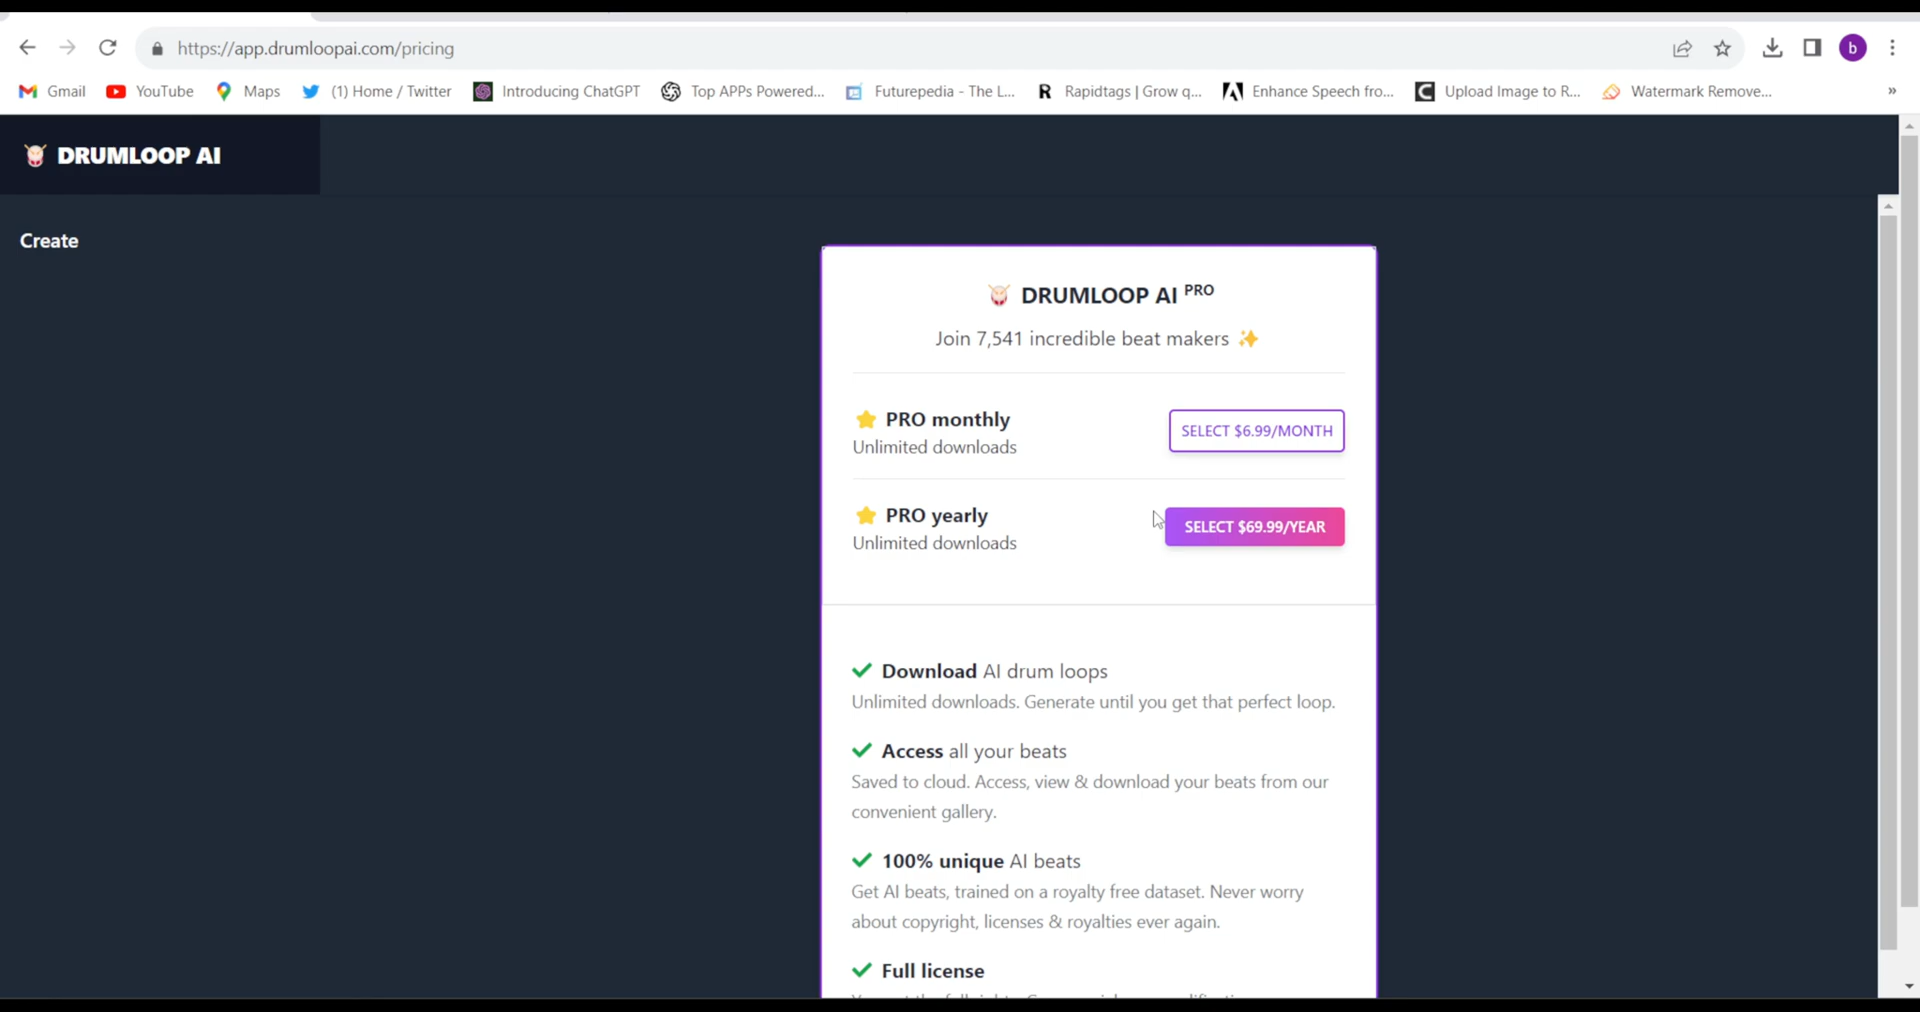 https://app.drumloopai.com/pricing
b
Gmail YouTube Maps (1) Home / Twitter Introducing ChatGPT Top APPs Powered... Futurepedia - The L... Rapidtags | Grow q... Enhance Speech fro... Upload Image to R... Watermark Remove... »
DRUMLOOP AI
Create
DRUMLOOP AI PRO
Join 7,541 incredible beat makers
PRO monthly
SELECT $6.99/MONTH
Unlimited downloads
PRO yearly
SELECT $69.99/YEAR
Unlimited downloads
Download AI drum loops
Unlimited downloads. Generate until you get that perfect loop.
Access all your beats
Saved to cloud. Access, view & download your beats from our
convenient gallery.
100% unique AI beats
Get AI beats, trained on a royalty free dataset. Never worry
about copyright, licenses & royalties ever again.
Full license